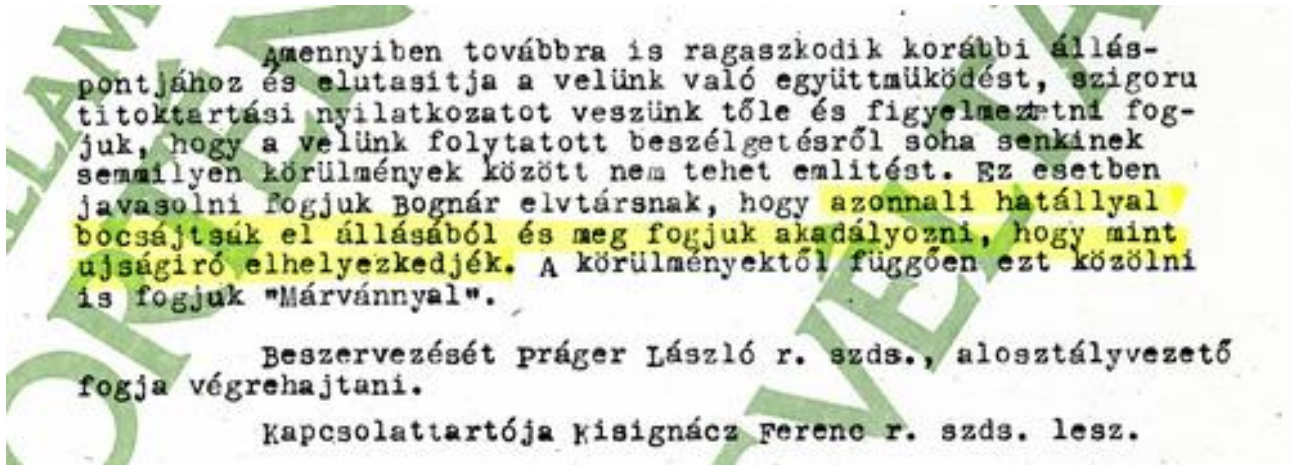 Amennyiben továbbra is ragaszkodik korábbi állás-
pontjához és elutasitja a velünk való együttmüködést, szigoru
titoktartási nyilatkozatot veszünk tőle és figyelmeztetni fog-
juk, hogy a velünk folytatott beszélgetésről soha senkinek
semmilyen körülmények között nem tehet emlitést. Ez esetben
javasolni fogjuk Bognár elvtársnak, hogy azonnali hatállyal
bocsájtsák el állásából és meg fogjuk akadályozni, hogy mint
ujságiró elhelyezkedjék. A körülményektől függően ezt közölni
is fogjuk "Márvánnyal".
Beszervezését Práger László r. szds., alosztályvezető
fogja végrehajtani.
Kapcsolattartója Kisignácz Ferenc r. szds. lesz.